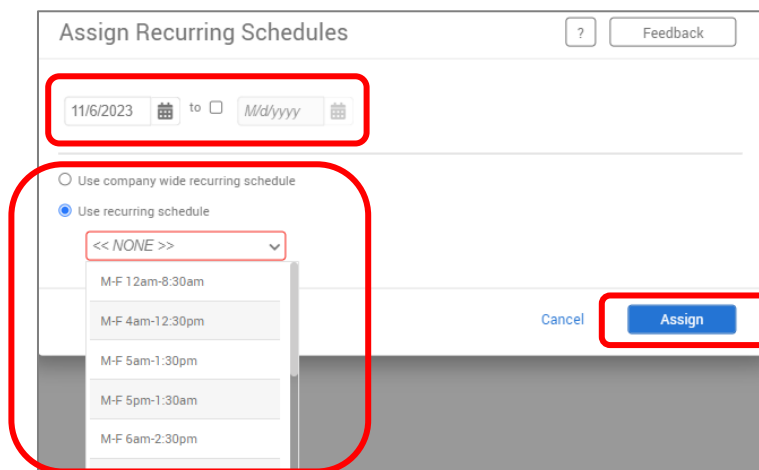 Assign Recurring Schedules ? Feedback
11/6/2023 to M/d/yyyy
Use company wide recurring schedule
Use recurring schedule
<< NONE >>
M-F 12am-8:30am
M-F 4am-12:30pm
Cancel Assign
M-F 5am-1:30pm
M-F 5pm-1:30am
M-F 6am-2:30pm